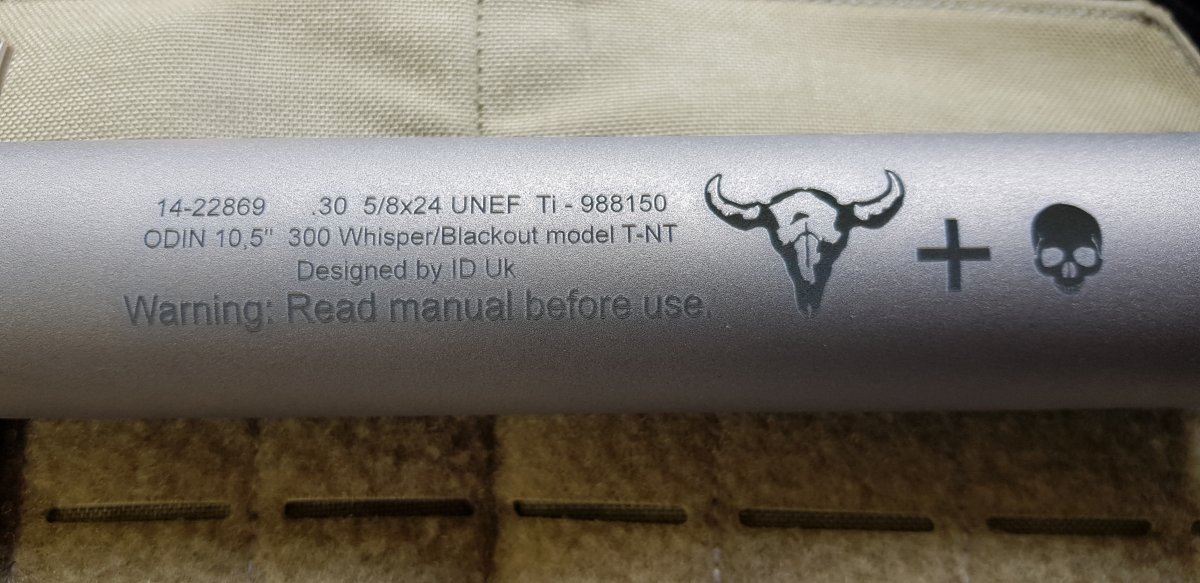 14-22869 .30 5/8x24 UNEF Ti - 988150
ODIN 10,5" 300 Whisper/Blackout model T-NT
Designed by ID Uk
Warning: Read manual before use.
+